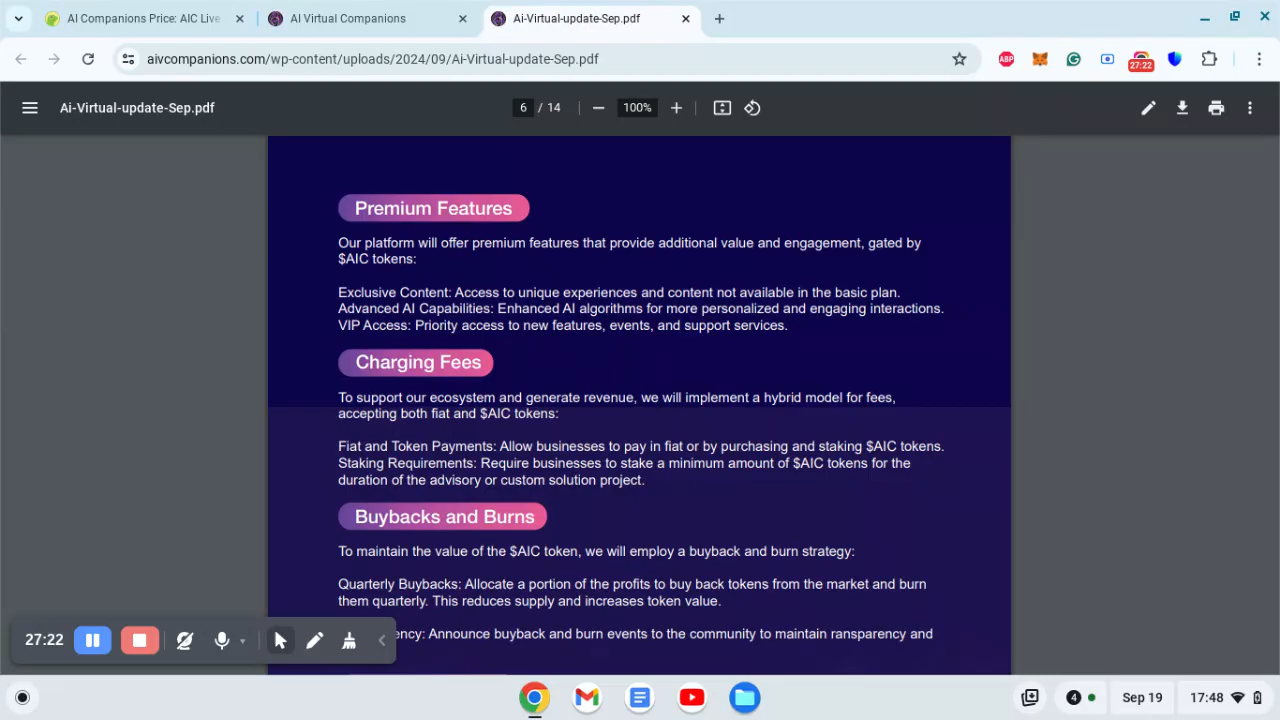 AI Companions Price: AIC Live
AI Virtual Companions
Ai-Virtual-update-Sep.pdf
aivcompanions.com/wp-content/uploads/2024/09/Ai-Virtual-update-Sep.pdf
ABP
27:22
Ai-Virtual-update-Sep.pdf
6 / 14
100%
Premium Features
Our platform will offer premium features that provide additional value and engagement, gated by
$AIC tokens:
Exclusive Content: Access to unique experiences and content not available in the basic plan.
Advanced AI Capabilities: Enhanced AI algorithms for more personalized and engaging interactions.
VIP Access: Priority access to new features, events, and support services.
Charging Fees
To support our ecosystem and generate revenue, we will implement a hybrid model for fees,
accepting both fiat and $AIC tokens:
Fiat and Token Payments: Allow businesses to pay in fiat or by purchasing and staking $AIC tokens.
Staking Requirements: Require businesses to stake a minimum amount of $AIC tokens for the
duration of the advisory or custom solution project.
Buybacks and Burns
To maintain the value of the $AIC token, we will employ a buyback and burn strategy:
Quarterly Buybacks: Allocate a portion of the profits to buy back tokens from the market and burn
them quarterly. This reduces supply and increases token value.
ency: Announce buyback and burn events to the community to maintain ransparency and
27:22
4
Sep 19
17:48